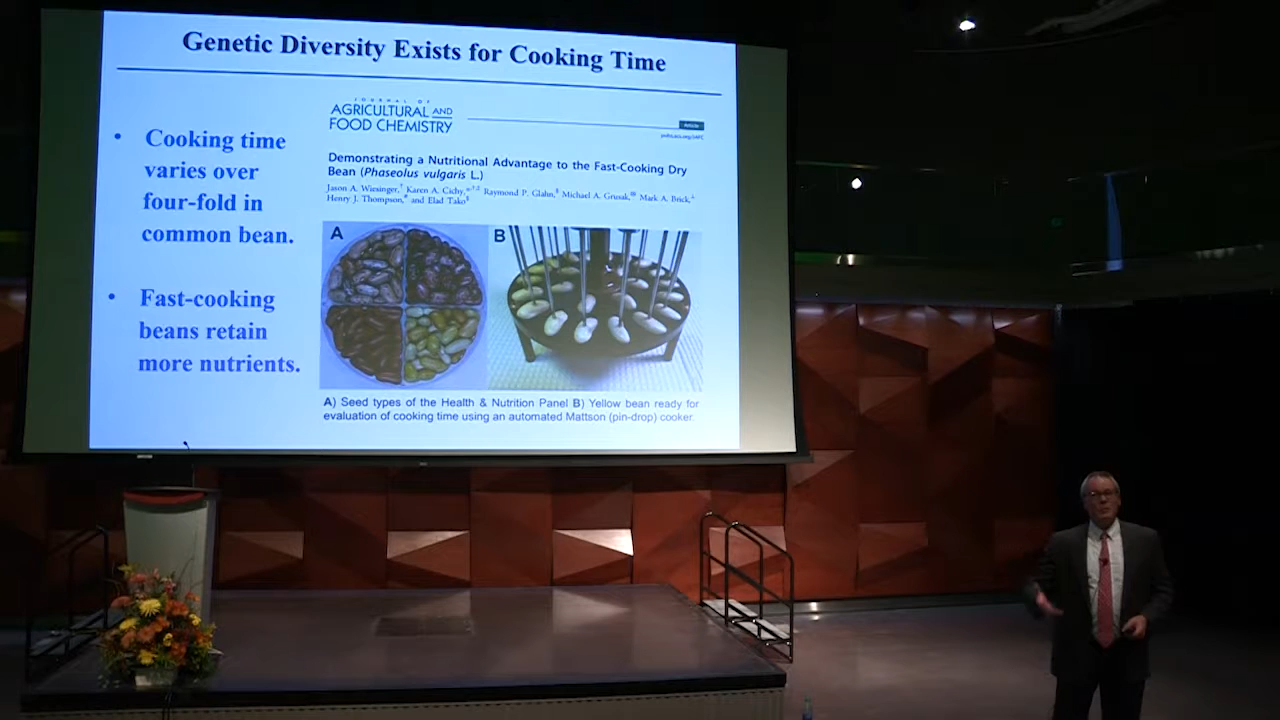 Genetic Diversity Exists for Cooking Time
• Cooking time
varies over
four-fold in
common bean.
• Fast-cooking
beans retain
more nutrients.
JOURNAL OF
AGRICULTURAL AND
FOOD CHEMISTRY
Article
pubs.acs.org/JAFC
Demonstrating a Nutritional Advantage to the Fast-Cooking Dry
Bean (Phaseolus vulgaris L.)
Jason A. Wiesinger, Karen A. Cichy, Raymond P. Glahn, Michael A. Grusak, Mark A. Brick,
Henry J. Thompson, and Elad Tako
A
B
A) Seed types of the Health & Nutrition Panel B) Yellow bean ready for
evaluation of cooking time using an automated Mattson (pin-drop) cooker.